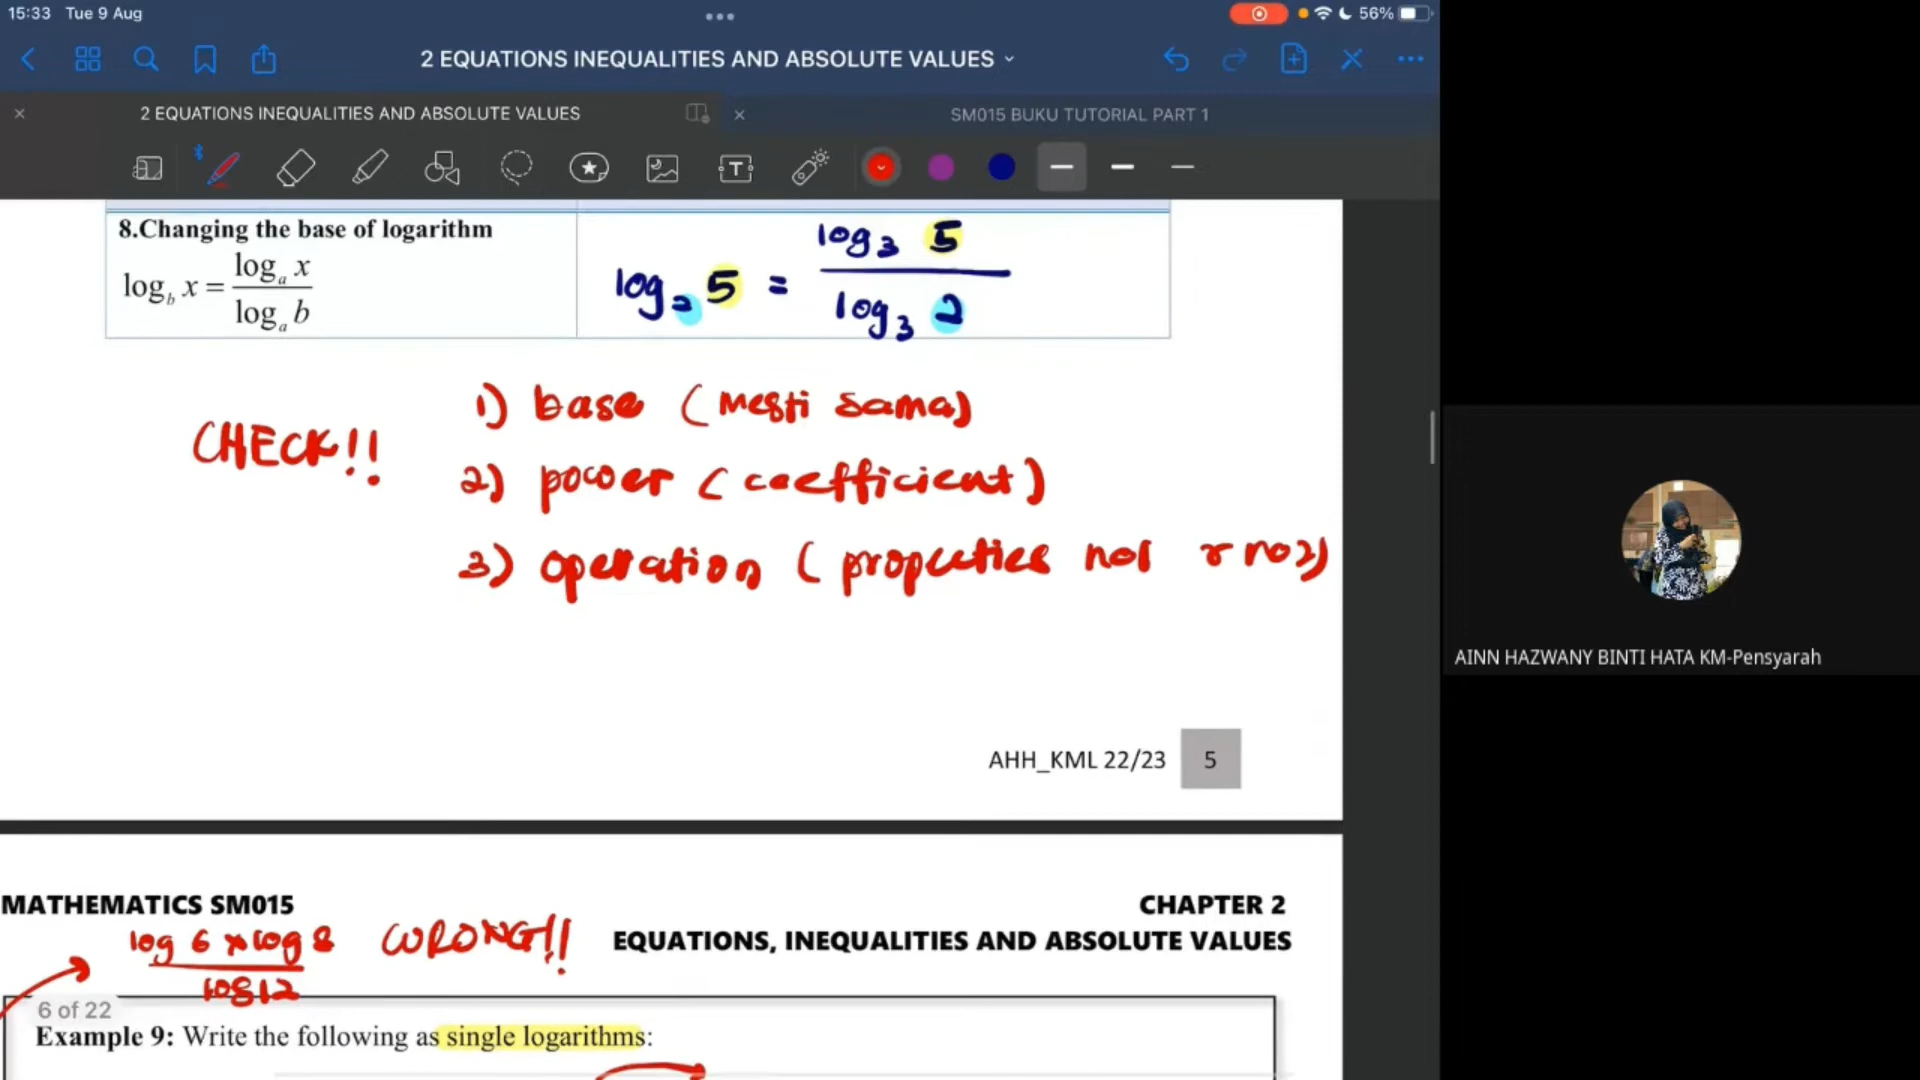 15:33 Tue 9 Aug
56%
2 EQUATIONS INEQUALITIES AND ABSOLUTE VALUES
2 EQUATIONS INEQUALITIES AND ABSOLUTE VALUES
SM015 BUKU TUTORIAL PART 1
8.Changing the base of logarithm
log_b x = log_a x / log_a b
log_2 5 = log_3 5 / log_3 2
CHECK!!
1) base (mesti sama)
2) power (coefficient)
3) operation (properties no1 & no2)
AHH_KML 22/23 5
AINN HAZWANY BINTI HATA KM-Pensyarah
MATHEMATICS SM015
CHAPTER 2
EQUATIONS, INEQUALITIES AND ABSOLUTE VALUES
log 6 × log 8 / log 12 WRONG!!
6 of 22
Example 9: Write the following as single logarithms: